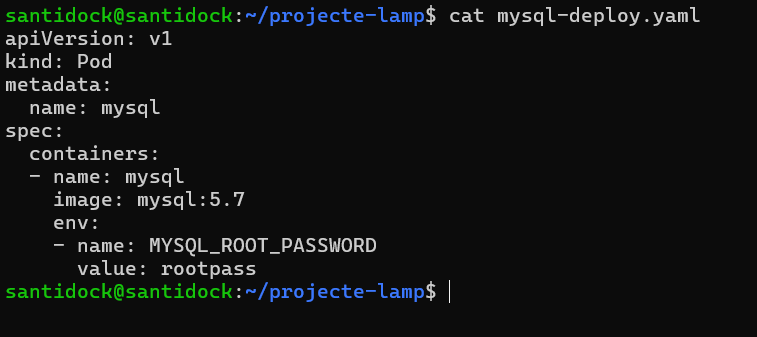 santidock@santidock:~/projecte-lamp$ cat mysql-deploy.yaml
apiVersion: v1
kind: Pod
metadata:
  name: mysql
spec:
  containers:
  - name: mysql
    image: mysql:5.7
    env:
    - name: MYSQL_ROOT_PASSWORD
      value: rootpass
santidock@santidock:~/projecte-lamp$